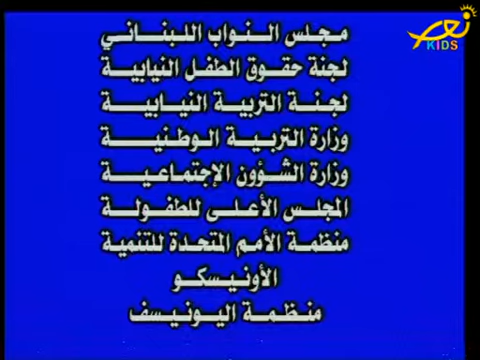 نعم
KIDS
مجلس النواب اللبناني
لجنة حقوق الطفل النيابية
لجنة التربية النيابية
وزارة التربية الوطنية
وزارة الشؤون الإجتماعية
المجلس الأعلى للطفولة
منظمة الأمم المتحدة للتنمية
الأونيسكو
منظمة اليونيسف